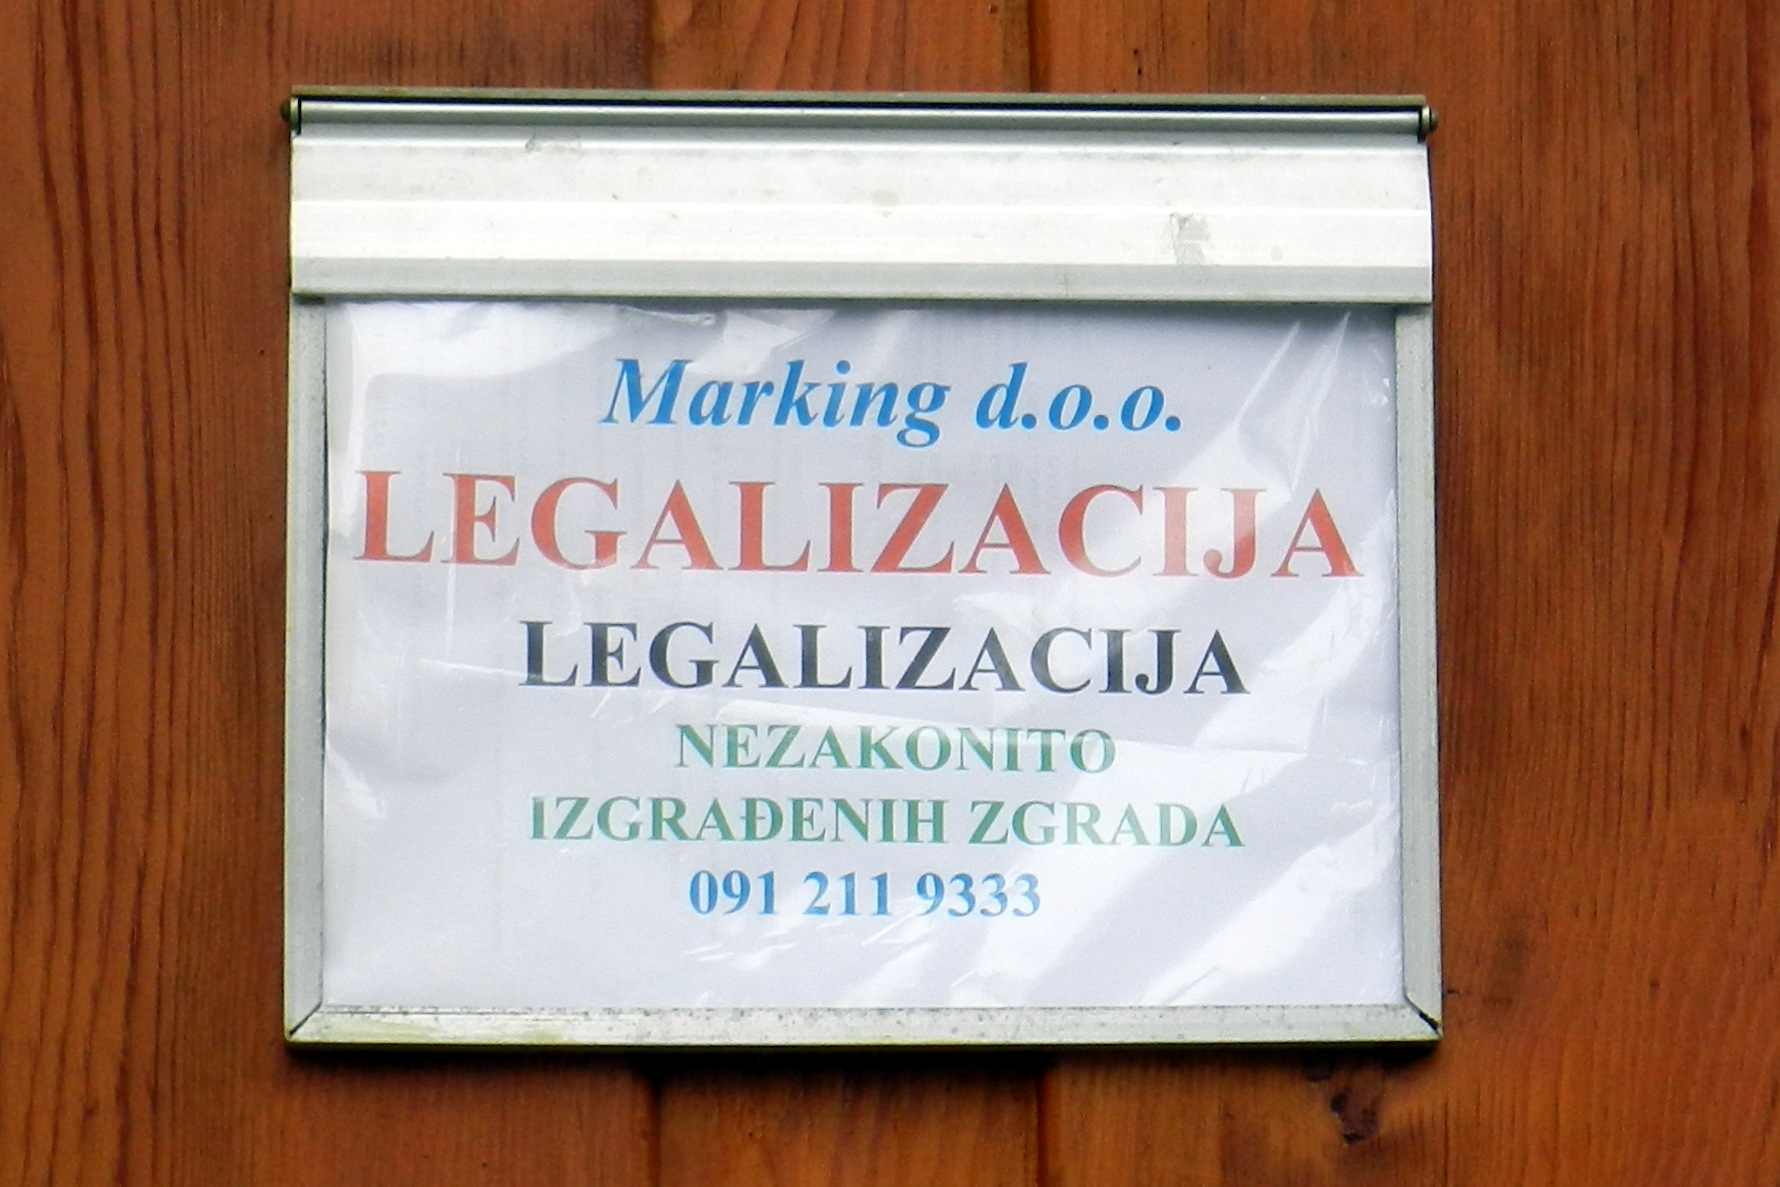 Marking d.o.o.
LEGALIZACIJA
LEGALIZACIJA
NEZAKONITO
IZGRAĐENIH ZGRADA
091 211 9333